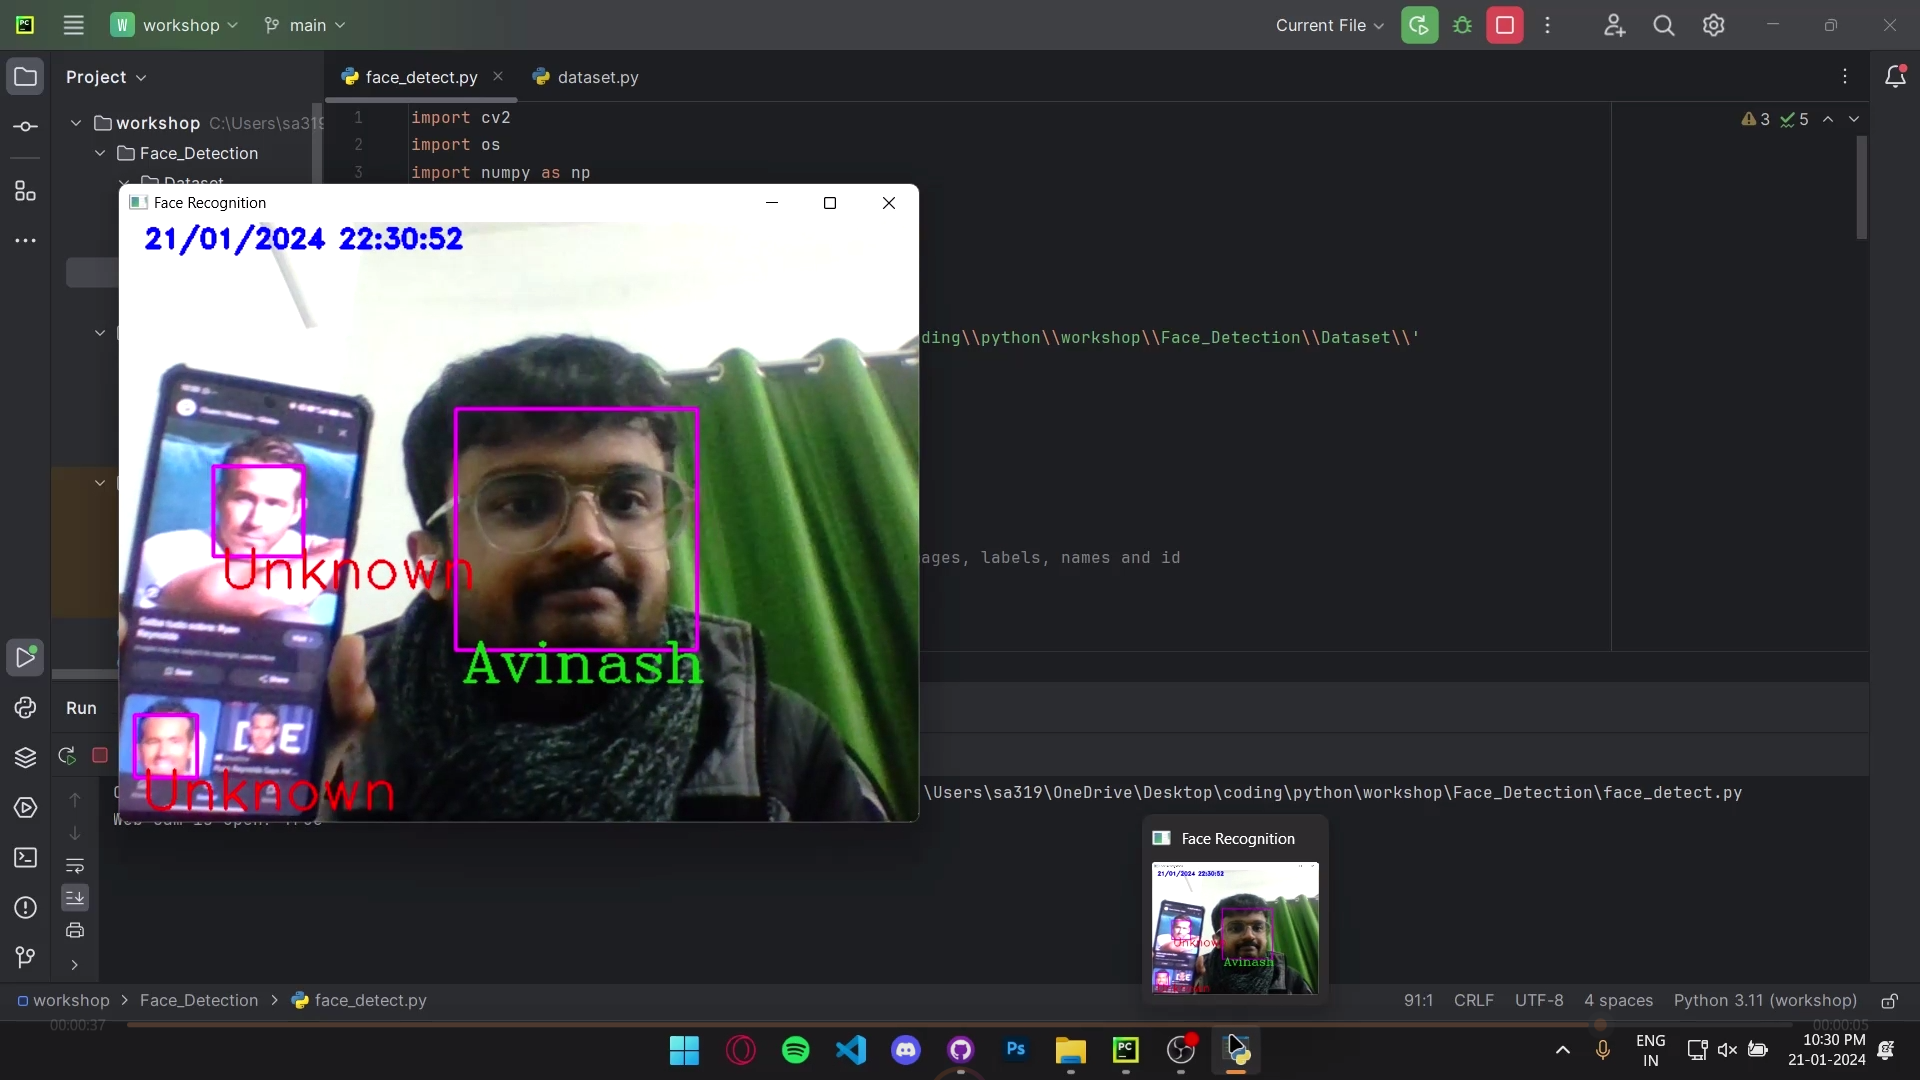 workshop
main
Current File
Project
face_detect.py
dataset.py
workshop C:\Users\sa319
Face_Detection
Dataset
1 import cv2
2 import os
3 import numpy as np
3 5
Face Recognition
21/01/2024 22:30:52
ding\\python\\workshop\\Face_Detection\\Dataset\\'
ages, labels, names and id
Unknown
Avinash
Unknown
Run
\Users\sa319\OneDrive\Desktop\coding\python\workshop\Face_Detection\face_detect.py
Face Recognition
21/01/2024 22:30:52
Unknown
Avinash
workshop > Face_Detection > face_detect.py
91:1 CRLF UTF-8 4 spaces Python 3.11 (workshop)
00:00:37
00:00:05
ENG
IN
10:30 PM
21-01-2024